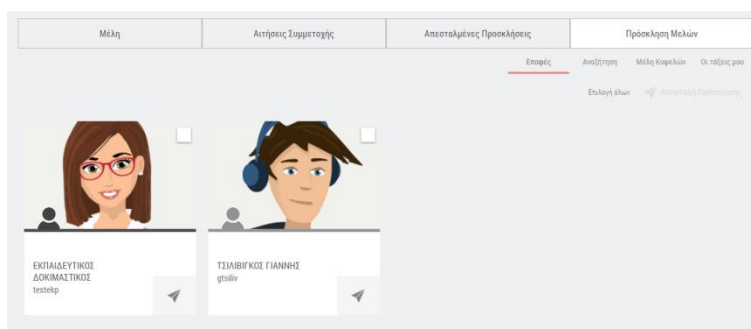 Μέλη
Αιτήσεις Συμμετοχής
Απεσταλμένες Προσκλήσεις
Πρόσκληση Μελών
Επαφές
Αναζήτηση
Μέλη Κυψελών
Οι τάξεις μου
Επιλογή όλων
Αποστολή Πρόσκλησης
ΕΚΠΑΙΔΕΥΤΙΚΟΣ
ΔΟΚΙΜΑΣΤΙΚΟΣ
testekp
ΤΣΙΛΙΒΙΓΚΟΣ ΓΙΑΝΝΗΣ
gtsiliv